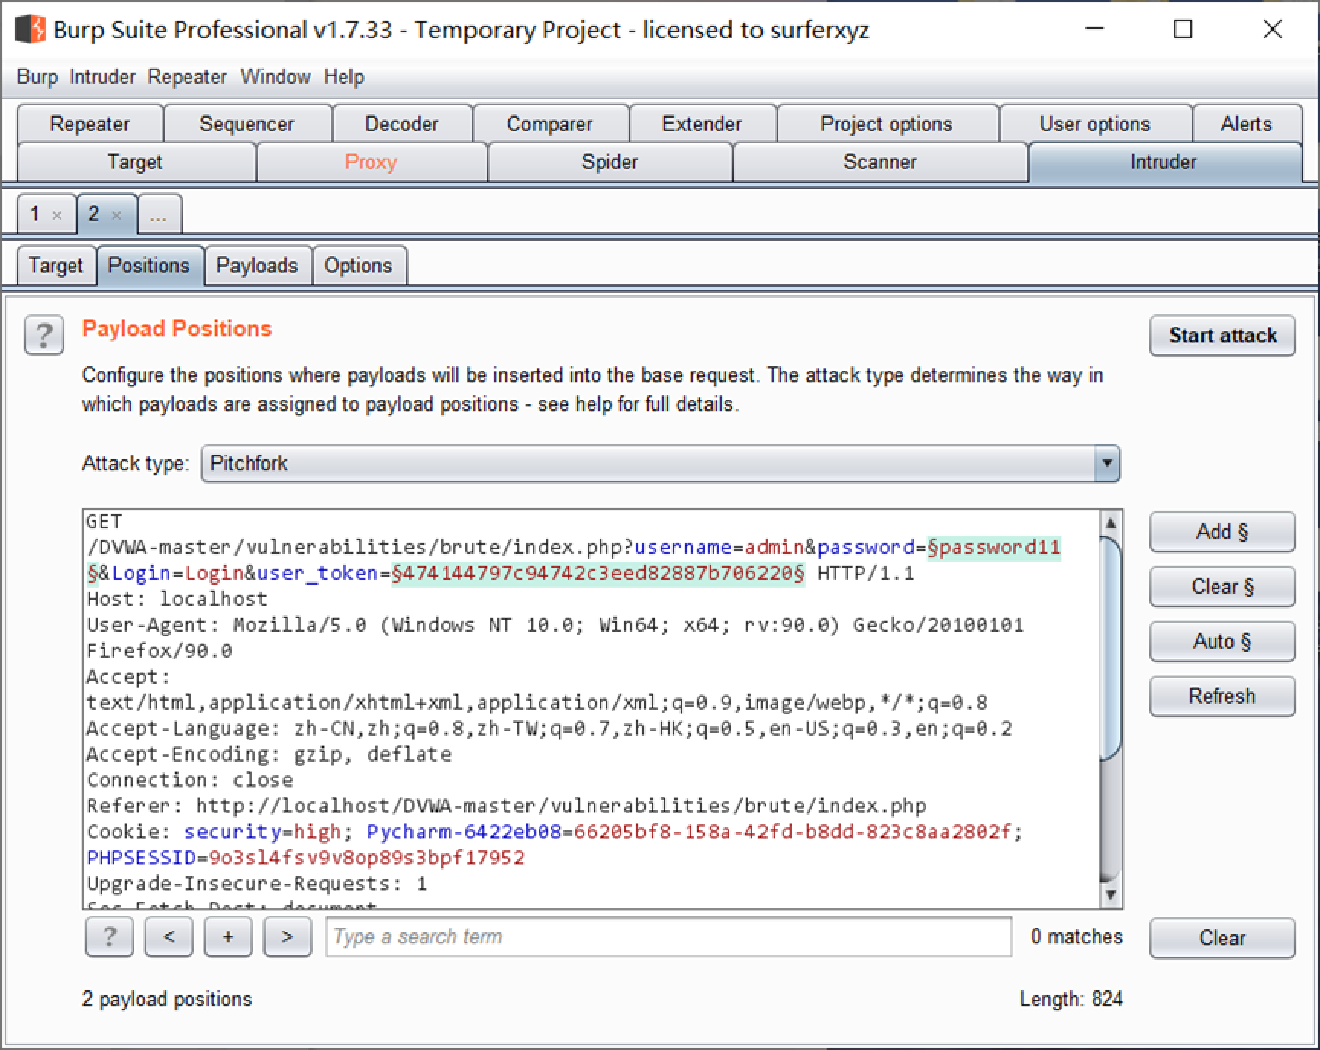 Burp Suite Professional v1.7.33 - Temporary Project - licensed to surferxyz
Burp Intruder Repeater Window Help
Repeater Sequencer Decoder Comparer Extender Project options User options Alerts
Target Proxy Spider Scanner Intruder
1 × 2 × ...
Target Positions Payloads Options
? Payload Positions Start attack
Configure the positions where payloads will be inserted into the base request. The attack type determines the way in
which payloads are assigned to payload positions - see help for full details.
Attack type: Pitchfork
GET
/DVWA-master/vulnerabilities/brute/index.php?username=admin&password=§password11
§&Login=Login&user_token=§474144797c94742c3eed82887b706220§ HTTP/1.1
Host: localhost
User-Agent: Mozilla/5.0 (Windows NT 10.0; Win64; x64; rv:90.0) Gecko/20100101
Firefox/90.0
Accept:
text/html,application/xhtml+xml,application/xml;q=0.9,image/webp,*/*;q=0.8
Accept-Language: zh-CN,zh;q=0.8,zh-TW;q=0.7,zh-HK;q=0.5,en-US;q=0.3,en;q=0.2
Accept-Encoding: gzip, deflate
Connection: close
Referer: http://localhost/DVWA-master/vulnerabilities/brute/index.php
Cookie: security=high; Pycharm-6422eb08=66205bf8-158a-42fd-b8dd-823c8aa2802f;
PHPSESSID=9o3sl4fsv9v8op89s3bpf17952
Upgrade-Insecure-Requests: 1
Sec-Fetch-Dest: document
Add §
Clear §
Auto §
Refresh
? < + > Type a search term 0 matches Clear
2 payload positions Length: 824